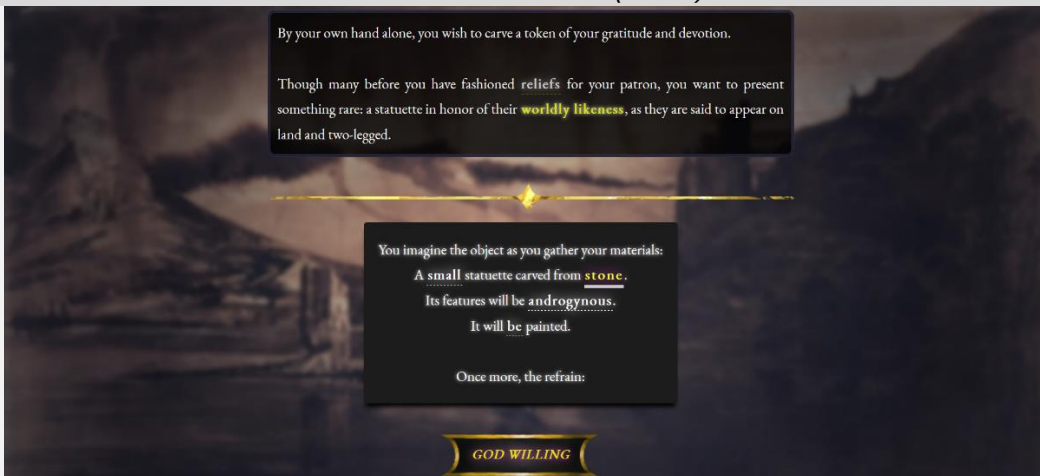 By your own hand alone, you wish to carve a token of your gratitude and devotion.
Though many before you have fashioned reliefs for your patron, you want to present
something rare: a statuette in honor of their worldly likeness, as they are said to appear on
land and two-legged.
You imagine the object as you gather your materials:
A small statuette carved from stone.
Its features will be androgynous.
It will be painted.
Once more, the refrain:
GOD WILLING